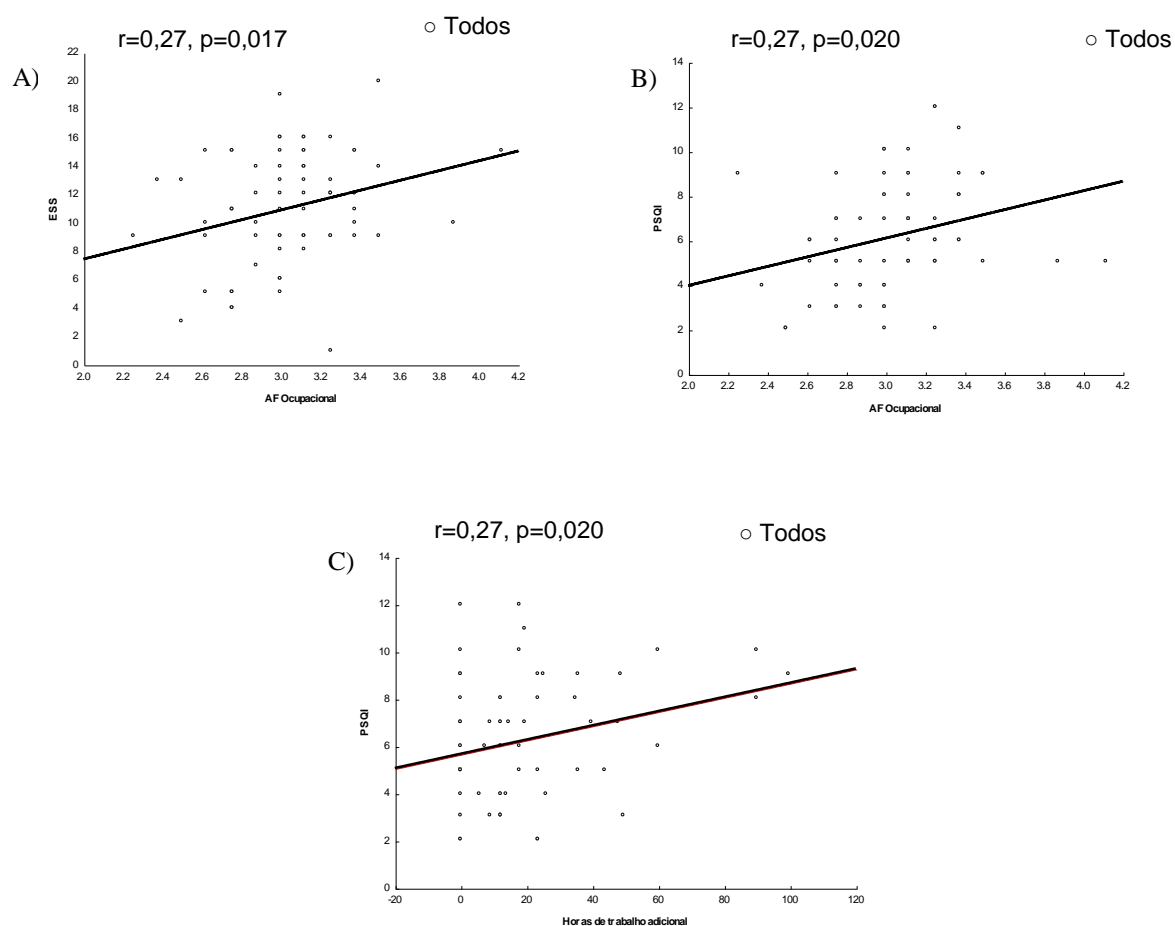 r=0,27, p=0,017
○ Todos
A)
22
20
18
16
14
12
10
8
6
4
2
0
ESS
2.0 2.2 2.4 2.6 2.8 3.0 3.2 3.4 3.6 3.8 4.0 4.2
AF Ocupacional
r=0,27, p=0,020
○ Todos
B)
14
12
10
8
6
4
2
0
PSQI
2.0 2.2 2.4 2.6 2.8 3.0 3.2 3.4 3.6 3.8 4.0 4.2
AF Ocupacional
r=0,27, p=0,020
○ Todos
C)
14
12
10
8
6
4
2
0
PSQI
-20 0 20 40 60 80 100 120
Horas de trabalho adicional